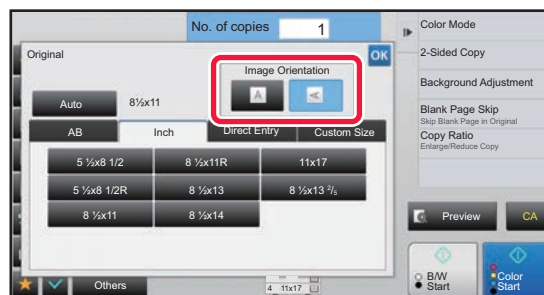 No. of copies 1
Original
OK
Image Orientation
A A
Auto 8½x11
AB Inch Direct Entry Custom Size
5 ½x8 1/2 8 ½x11R 11x17
5 ½x8 1/2R 8 ½x13 8 ½x13 2/5
8 ½x11 8 ½x14
Others
4 11x17
Color Mode
2-Sided Copy
Background Adjustment
Blank Page Skip
Skip Blank Page in Original
Copy Ratio
Enlarge/Reduce Copy
Preview CA
B/W Start
Color Start